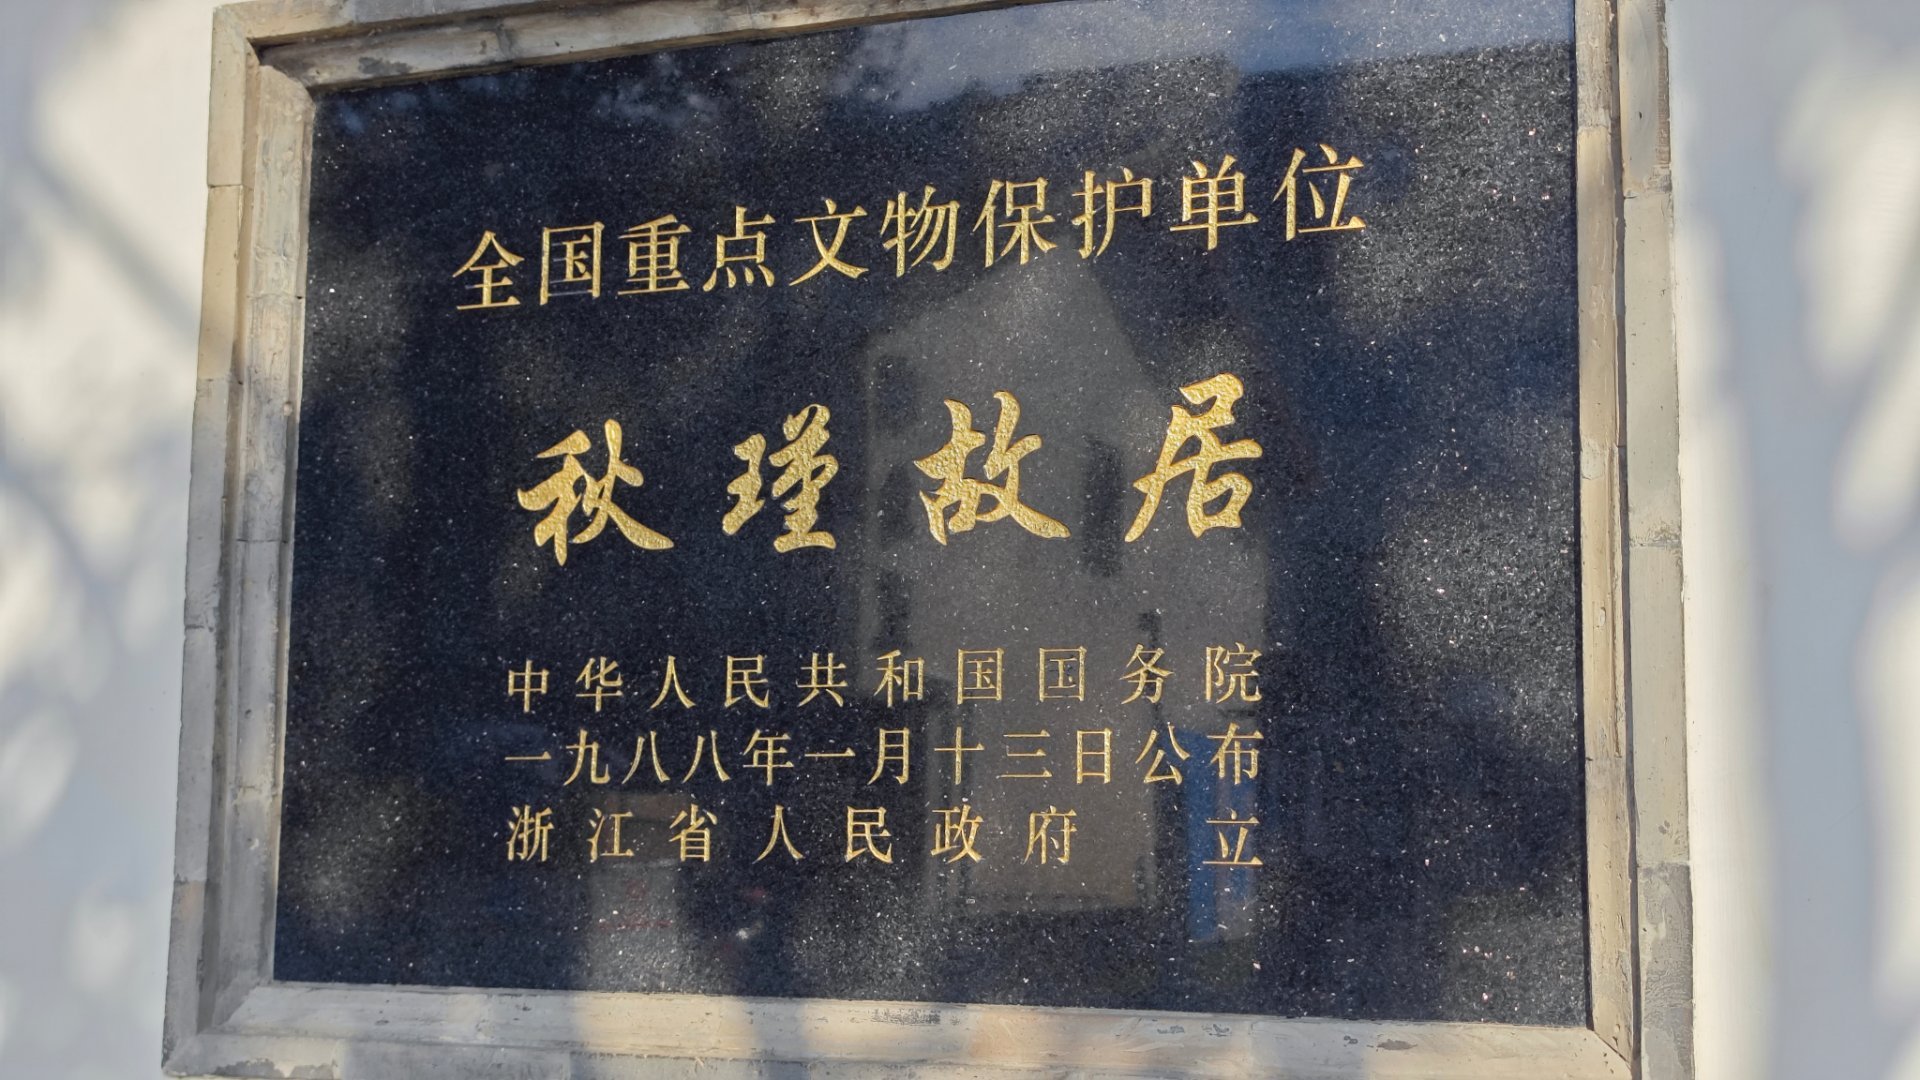 全国重点文物保护单位
秋瑾故居
中华人民共和国国务院
一九八八年一月十三日公布
浙江省人民政府 立